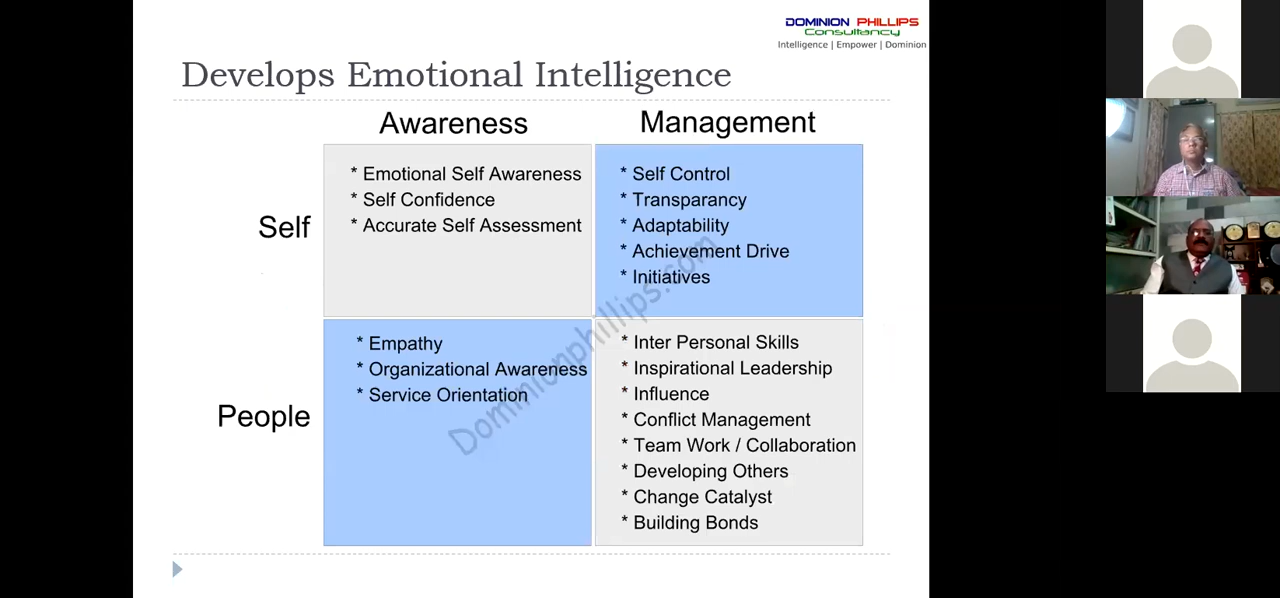 DOMINION PHILLIPS
Consultancy
Intelligence | Empower | Dominion
Develops Emotional Intelligence
Awareness
Management
Self
* Emotional Self Awareness
* Self Confidence
* Accurate Self Assessment
* Self Control
* Transparancy
* Adaptability
* Achievement Drive
* Initiatives
People
* Empathy
* Organizational Awareness
* Service Orientation
* Inter Personal Skills
* Inspirational Leadership
* Influence
* Conflict Management
* Team Work / Collaboration
* Developing Others
* Change Catalyst
* Building Bonds
Dominionphillips.com